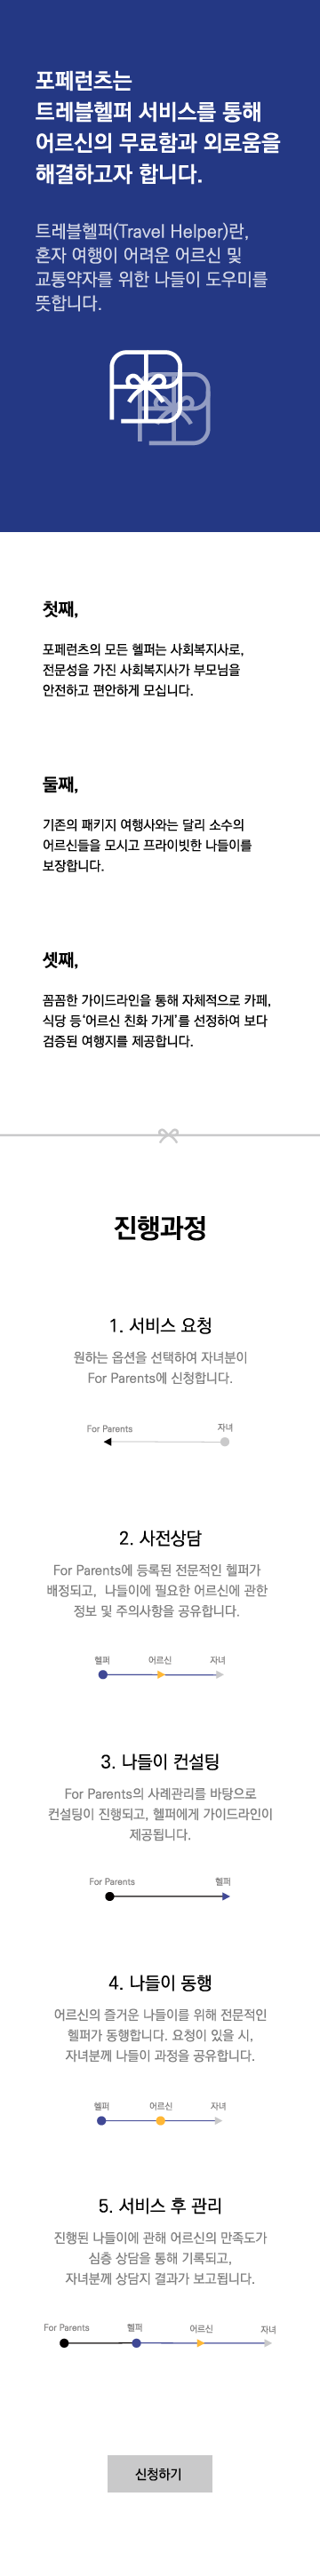 포페런츠는
트레블헬퍼 서비스를 통해
어르신의 무료함과 외로움을
해결하고자 합니다.
트레블헬퍼(Travel Helper)란,
혼자 여행이 어려운 어르신 및
교통약자를 위한 나들이 도우미를
뜻합니다.
첫째,
포페런츠의 모든 헬퍼는 사회복지사로,
전문성을 가진 사회복지사가 부모님을
안전하고 편안하게 모십니다.
둘째,
기존의 패키지 여행사와는 달리 소수의
어르신들을 모시고 프라이빗한 나들이를
보장합니다.
셋째,
꼼꼼한 가이드라인을 통해 자체적으로 카페,
식당 등‘어르신 친화 가게’를 선정하여 보다
검증된 여행지를 제공합니다.
진행과정
1. 서비스 요청
원하는 옵션을 선택하여 자녀분이
For Parents에 신청합니다.
For Parents 자녀
2. 사전상담
For Parents에 등록된 전문적인 헬퍼가
배정되고, 나들이에 필요한 어르신에 관한
정보 및 주의사항을 공유합니다.
헬퍼 어르신 자녀
3. 나들이 컨설팅
For Parents의 사례관리를 바탕으로
컨설팅이 진행되고, 헬퍼에게 가이드라인이
제공됩니다.
For Parents 헬퍼
4. 나들이 동행
어르신의 즐거운 나들이를 위해 전문적인
헬퍼가 동행합니다. 요청이 있을 시,
자녀분께 나들이 과정을 공유합니다.
헬퍼 어르신 자녀
5. 서비스 후 관리
진행된 나들이에 관해 어르신의 만족도가
심층 상담을 통해 기록되고,
자녀분께 상담지 결과가 보고됩니다.
For Parents 헬퍼 어르신 자녀
신청하기